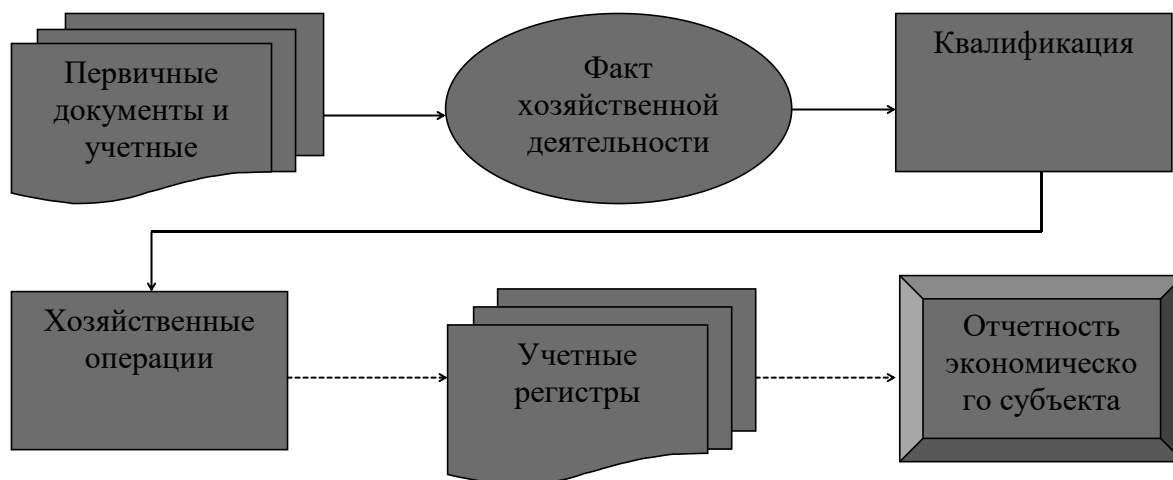 Первичные
документы и
учетные
Факт
хозяйственной
деятельности
Квалификация
Хозяйственные
операции
Учетные
регистры
Отчетность
экономическо
го субъекта